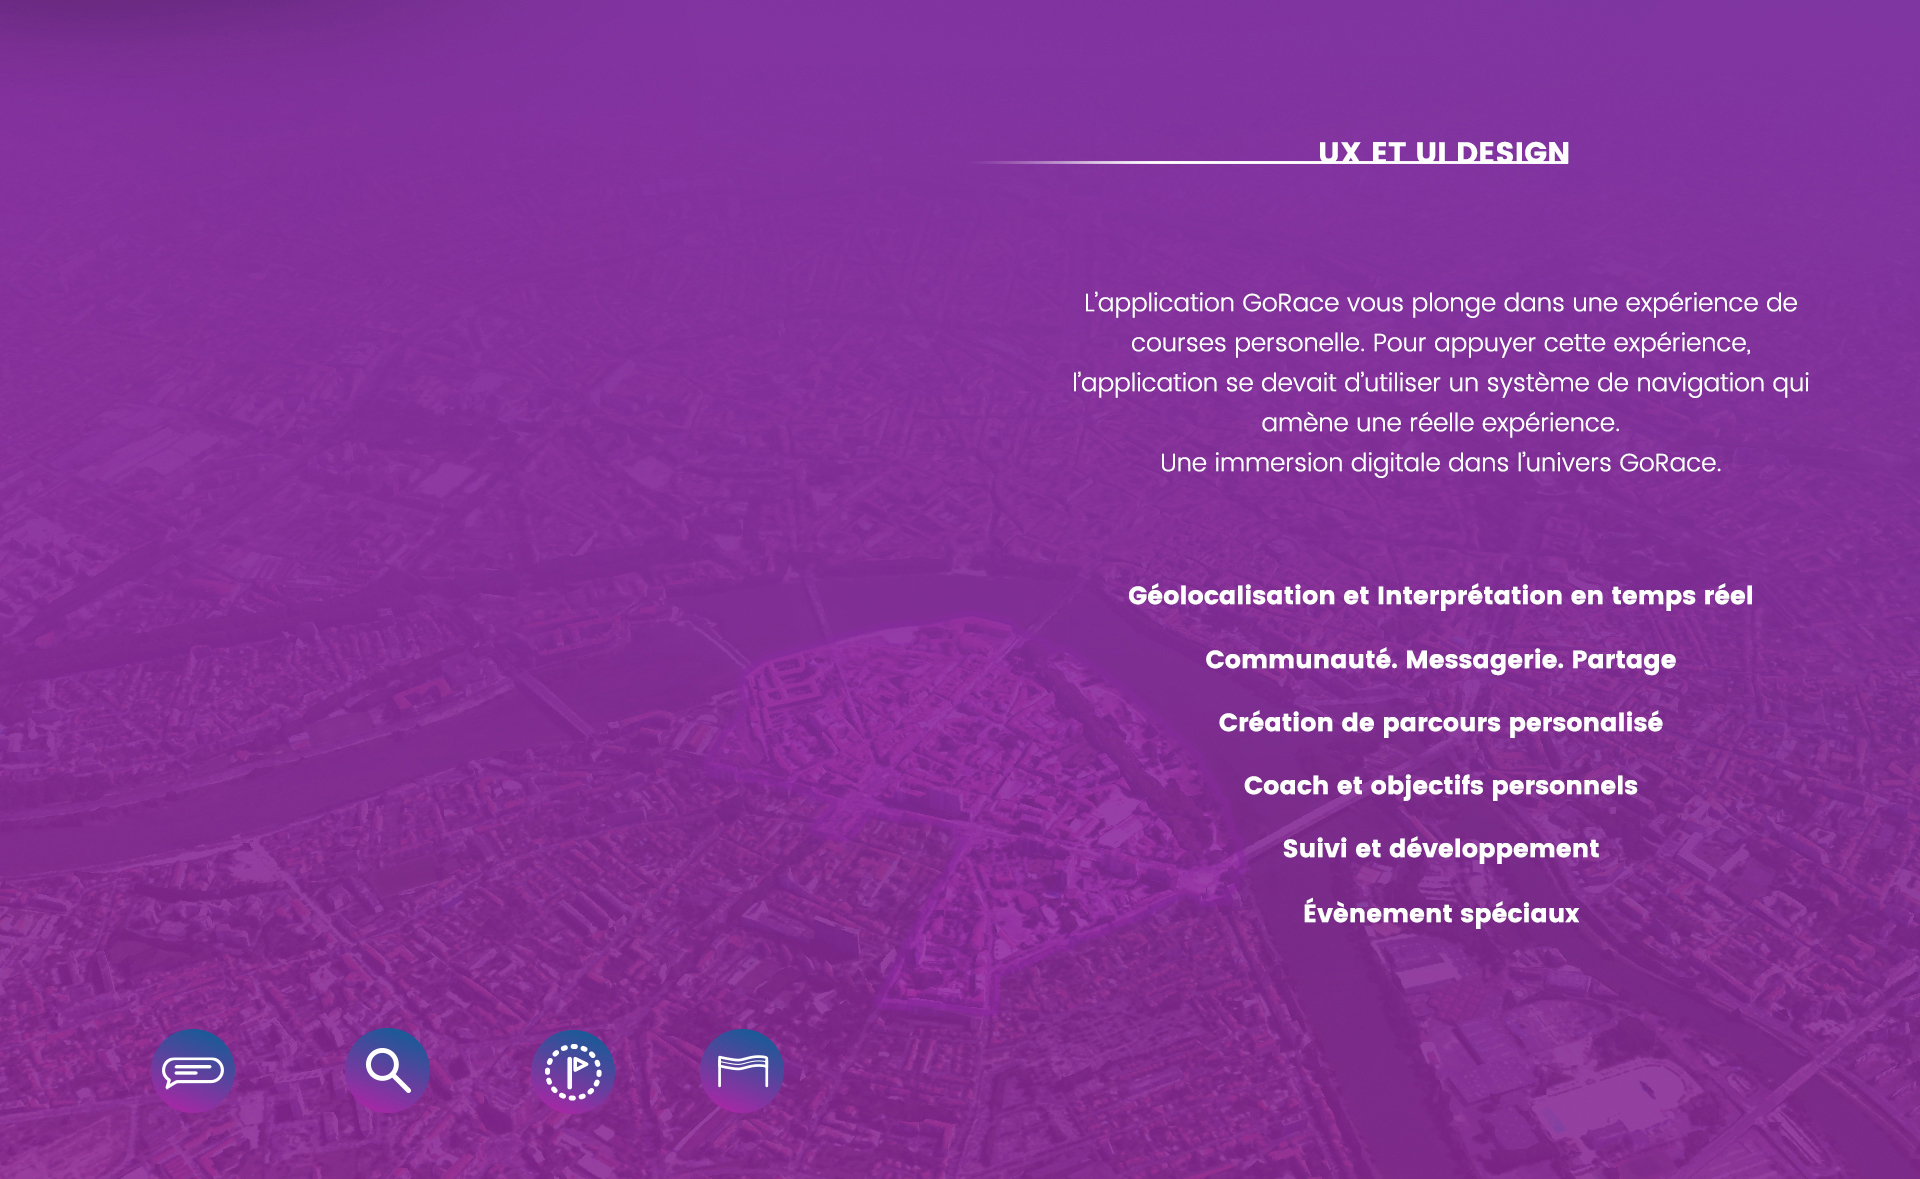 UX ET UI DESIGN
L'application GoRace vous plonge dans une expérience de
courses personelle. Pour appuyer cette expérience,
l'application se devait d'utiliser un système de navigation qui
amène une réelle expérience.
Une immersion digitale dans l'univers GoRace.
Géolocalisation et Interprétation en temps réel
Communauté. Messagerie. Partage
Création de parcours personalisé
Coach et objectifs personnels
Suivi et développement
Évènement spéciaux